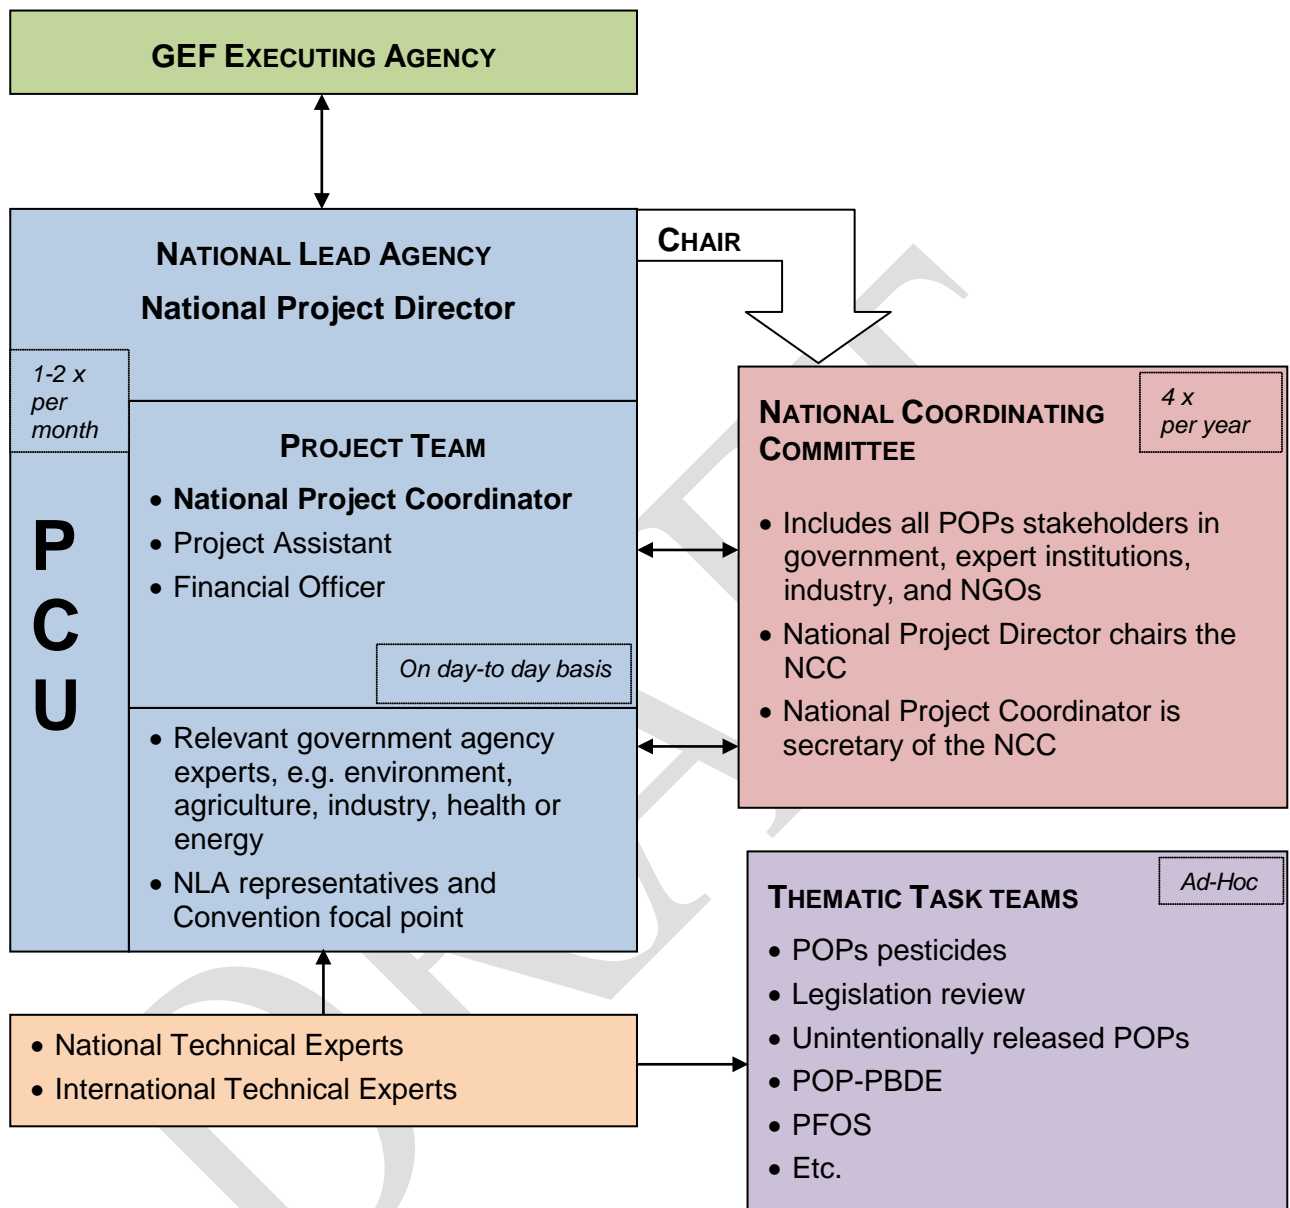 GEF EXECUTING AGENCY
NATIONAL LEAD AGENCY
National Project Director
CHAIR
1-2 x
per
month
PCU
PROJECT TEAM
• National Project Coordinator
• Project Assistant
• Financial Officer
On day-to day basis
• Relevant government agency
experts, e.g. environment,
agriculture, industry, health or
energy
• NLA representatives and
Convention focal point
NATIONAL COORDINATING
COMMITTEE
4 x
per year
• Includes all POPs stakeholders in
government, expert institutions,
industry, and NGOs
• National Project Director chairs the
NCC
• National Project Coordinator is
secretary of the NCC
• National Technical Experts
• International Technical Experts
THEMATIC TASK TEAMS
Ad-Hoc
• POPs pesticides
• Legislation review
• Unintentionally released POPs
• POP-PBDE
• PFOS
• Etc.
DRAFT